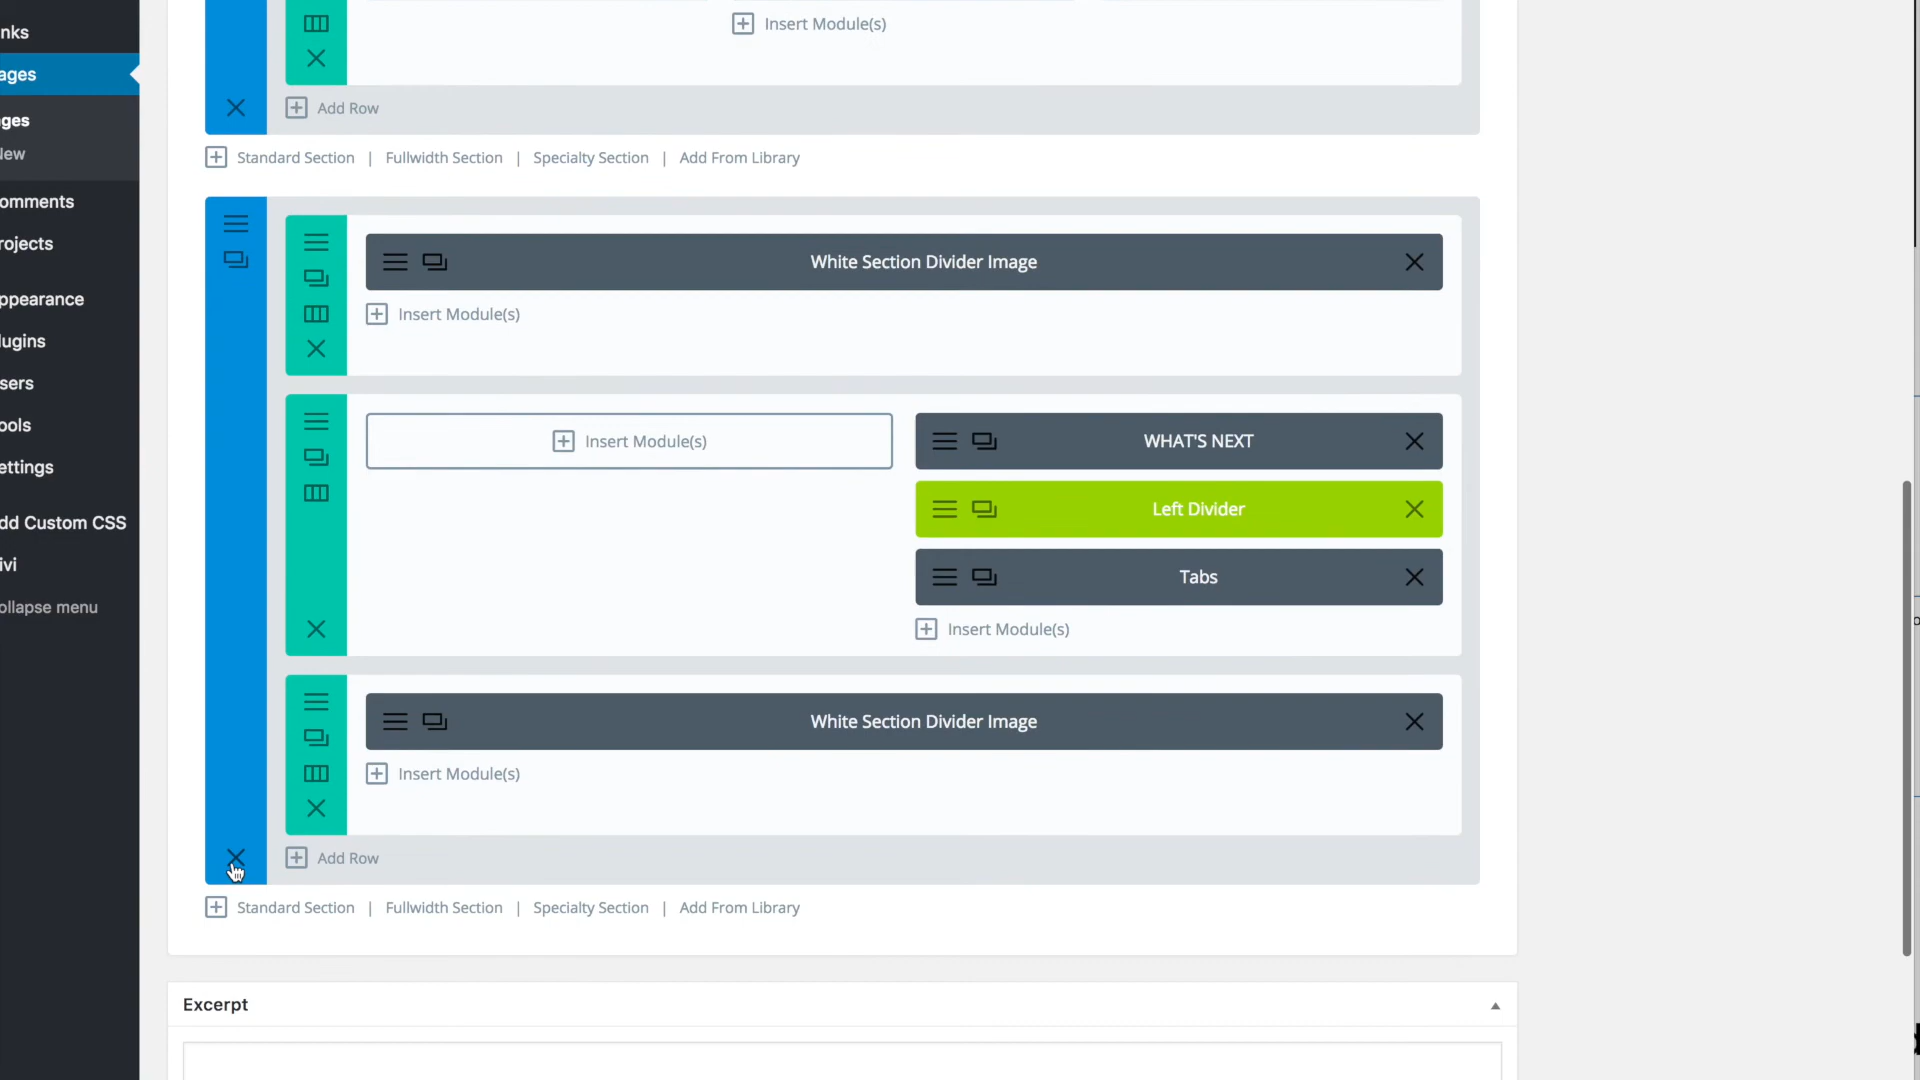 nks
Insert Module(s)
ages
Add Row
ges
New
Standard Section | Fullwidth Section | Specialty Section | Add From Library
omments
rojects
White Section Divider Image
ppearance
Insert Module(s)
lugins
sers
ools
Insert Module(s)
WHAT'S NEXT
ettings
Left Divider
dd Custom CSS
ivi
Tabs
ollapse menu
Insert Module(s)
White Section Divider Image
Insert Module(s)
Add Row
Standard Section | Fullwidth Section | Specialty Section | Add From Library
Excerpt